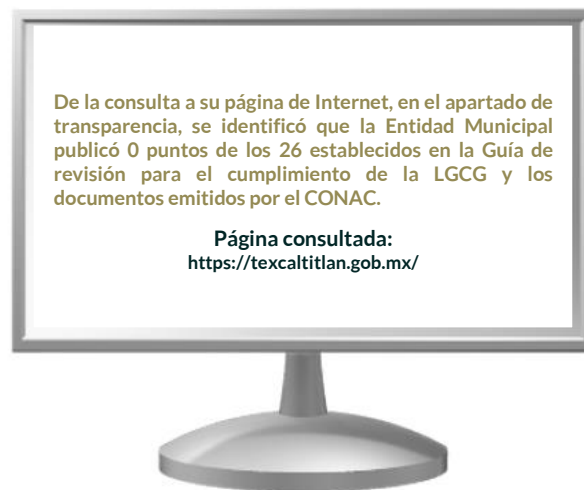 De la consulta a su página de Internet, en el apartado de
transparencia, se identificó que la Entidad Municipal
publicó 0 puntos de los 26 establecidos en la Guía de
revisión para el cumplimiento de la LGCG y los
documentos emitidos por el CONAC.
Página consultada:
https://texcaltitlan.gob.mx/